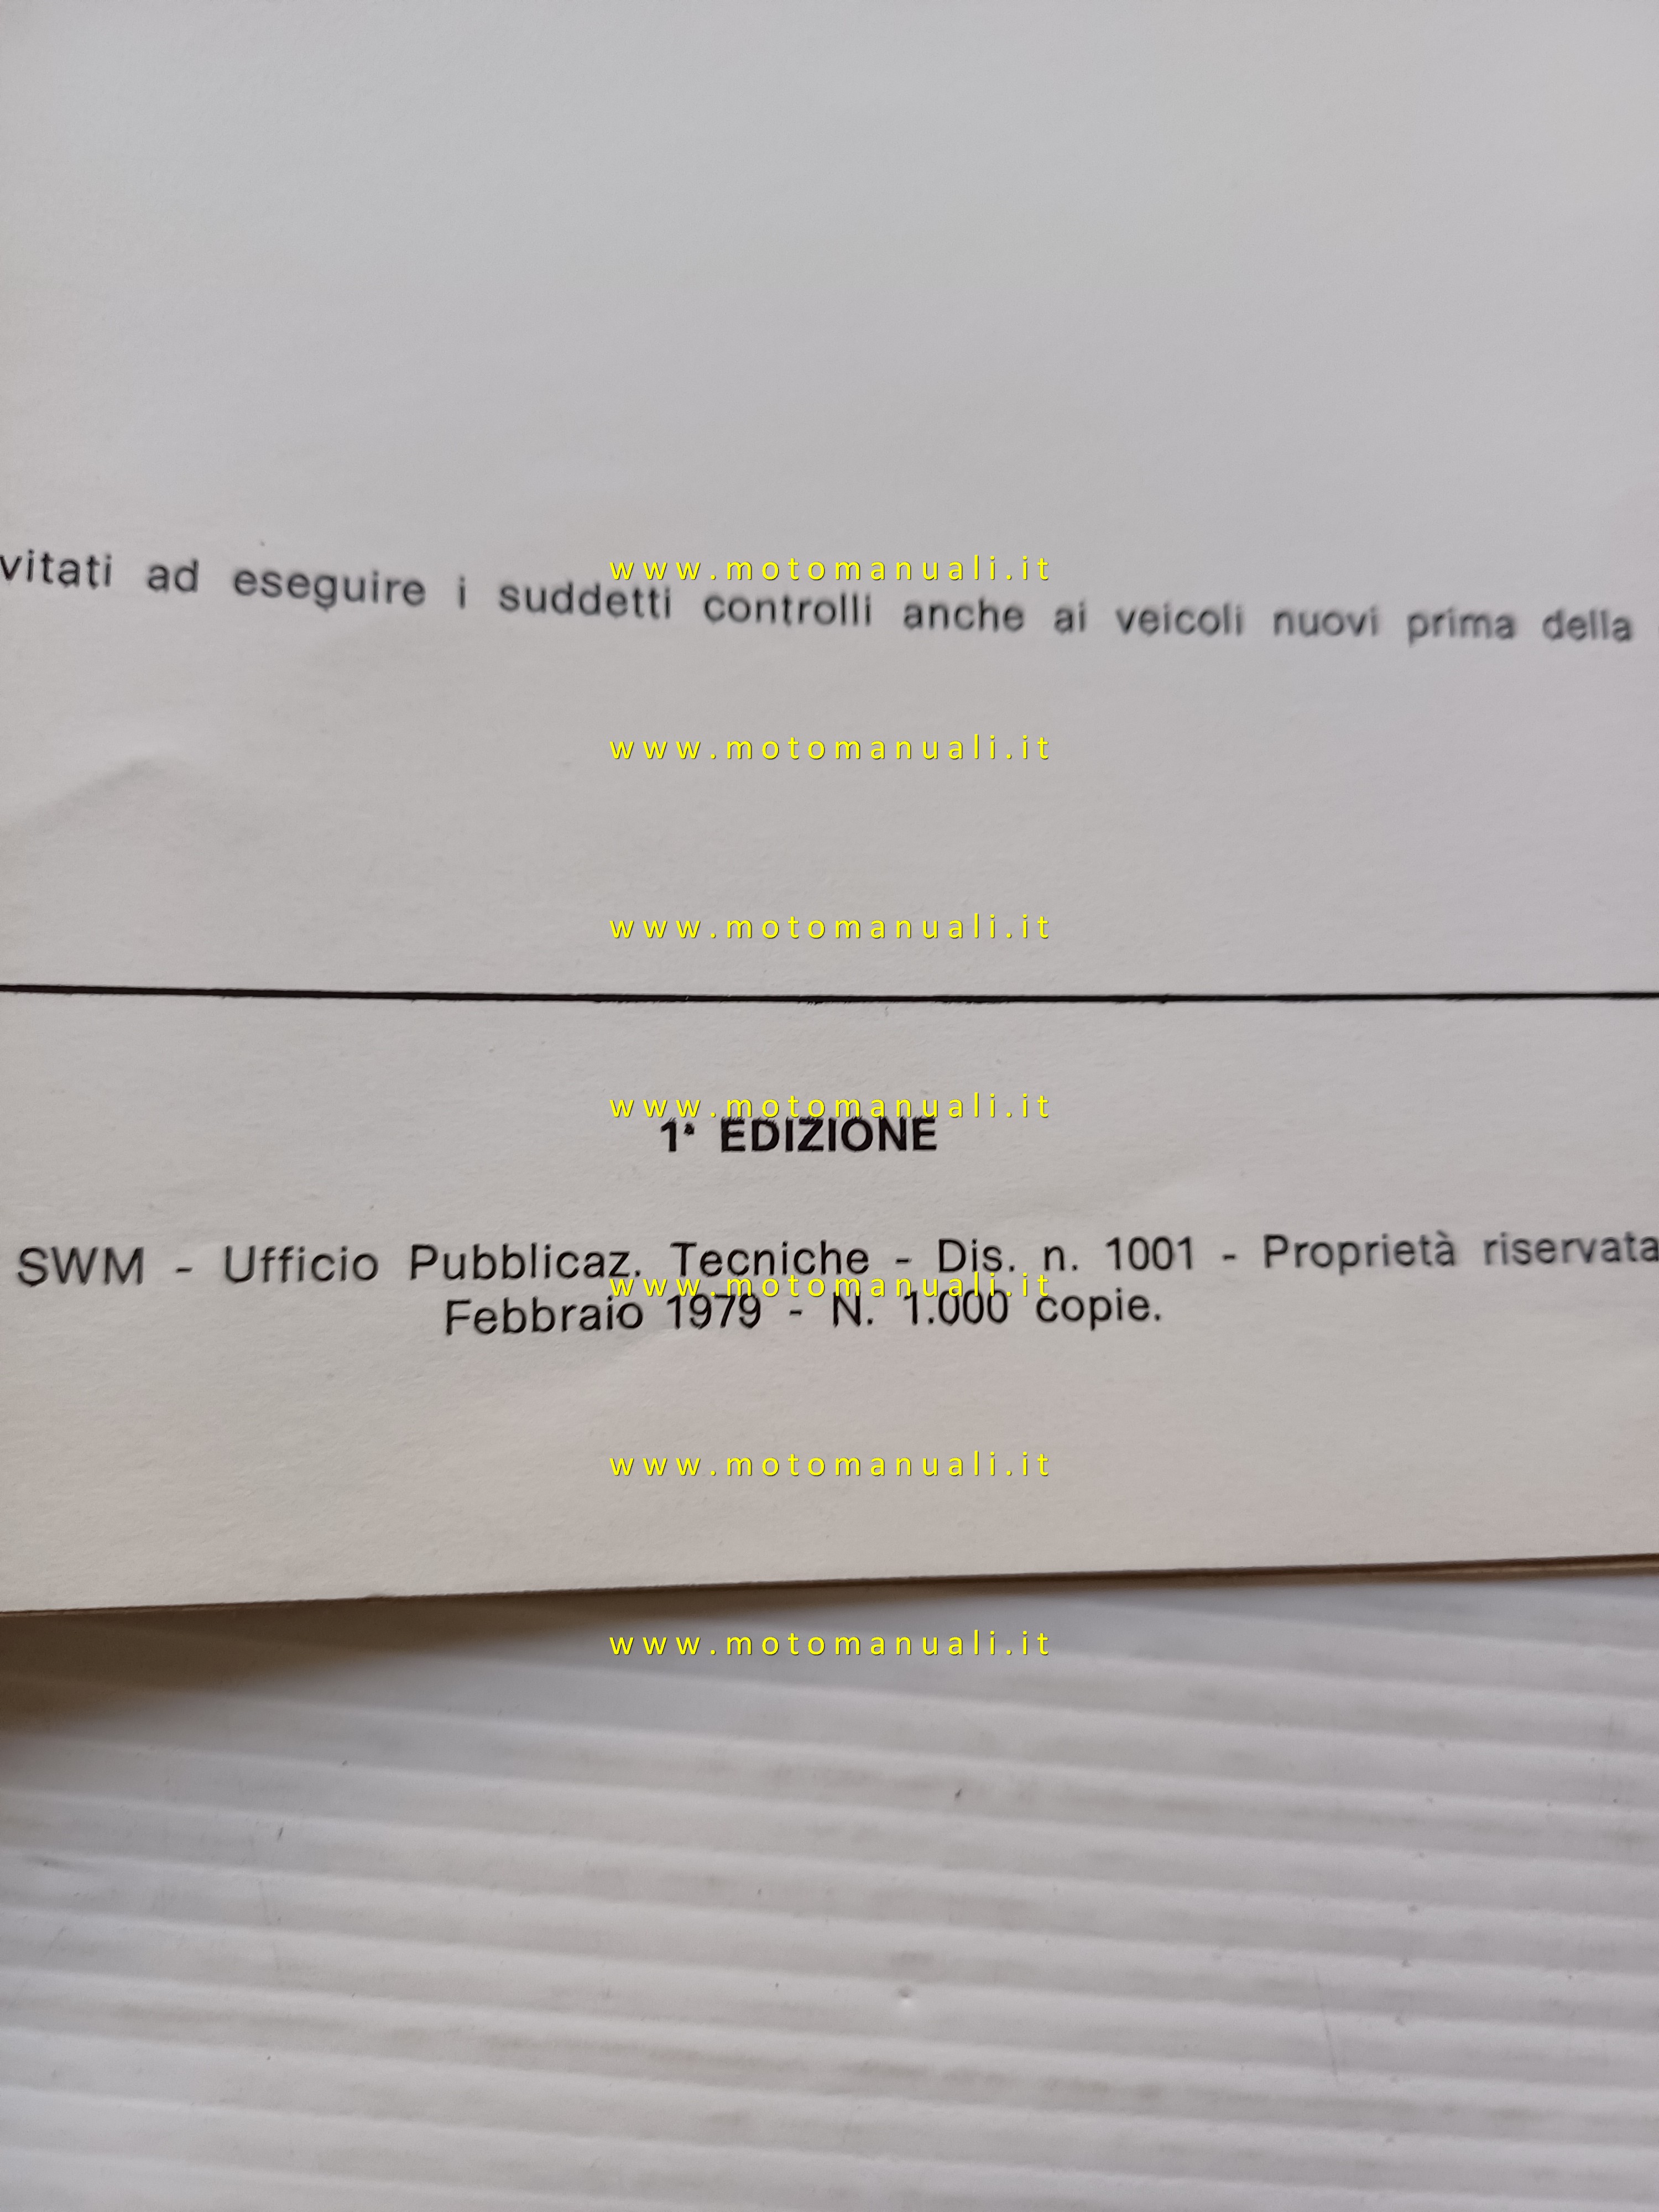 vitati ad eseguire i suddetti controlli anche ai veicoli nuovi prima della
www.motomanuali.it
www.motomanuali.it
www.motomanuali.it
www.motomanuali.it
1ª EDIZIONE
SWM - Ufficio Pubblicaz. Tecniche - Dis. n. 1001 - Proprietà riservata
www.motomanuali.it
Febbraio 1979 - N. 1.000 copie.
www.motomanuali.it
www.motomanuali.it